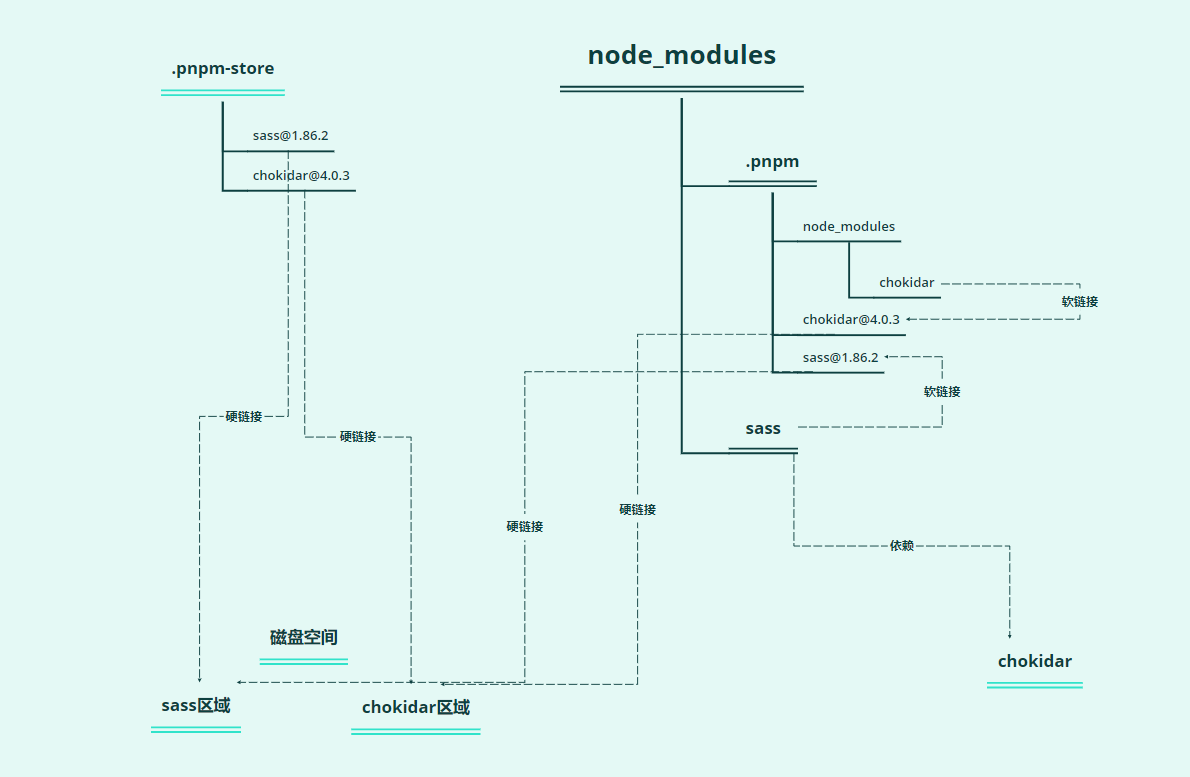 node_modules
.pnpm-store
sass@1.86.2
chokidar@4.0.3
.pnpm
node_modules
chokidar
软链接
chokidar@4.0.3
sass@1.86.2
软链接
sass
硬链接
硬链接
硬链接
硬链接
依赖
磁盘空间
sass区域
chokidar区域
chokidar